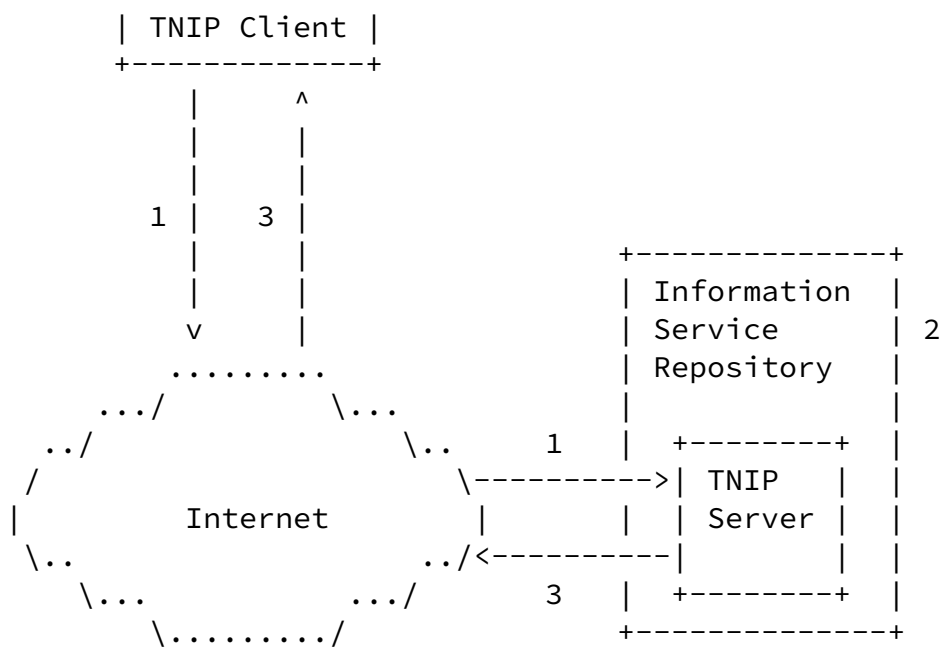 TNIP Client
1 3
Information
Service 2
Repository
1
TNIP
Internet Server
3